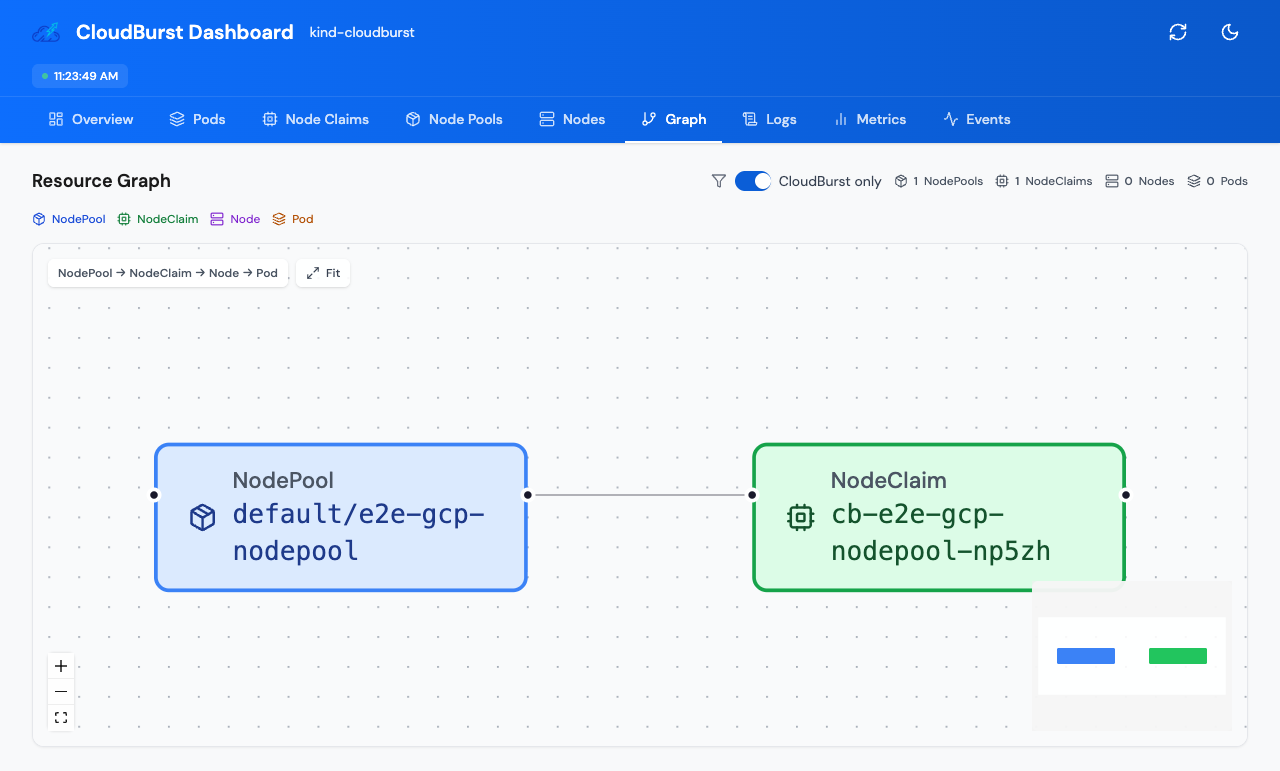 CloudBurst Dashboard kind-cloudburst
11:23:49 AM
Overview Pods Node Claims Node Pools Nodes Graph Logs Metrics Events
Resource Graph CloudBurst only 1 NodePools 1 NodeClaims 0 Nodes 0 Pods
NodePool NodeClaim Node Pod
NodePool → NodeClaim → Node → Pod Fit
NodePool
default/e2e-gcp-
nodepool
NodeClaim
cb-e2e-gcp-
nodepool-np5zh